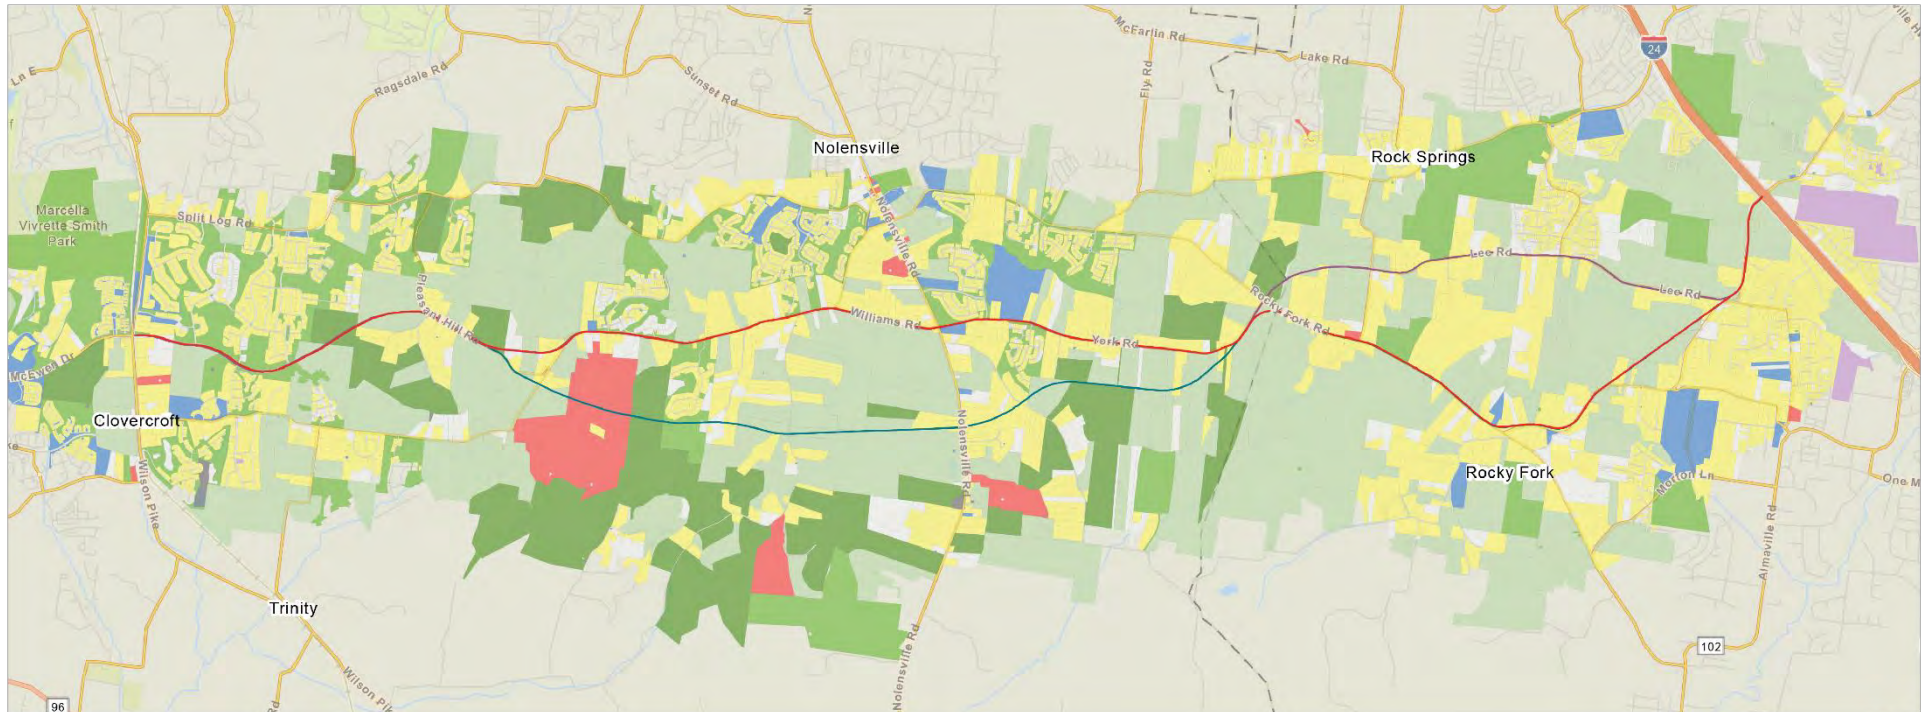 McFarlin Rd
24
Lake Rd
Ln E
Ragsdale Rd
Sunset Rd
Fly Rd
Nolensville
Rock Springs
Marcella
Vivrette Smith
Park
Split Log Rd
Nolensville Rd
Lee Rd
Lee Rd
Pleasant Hill Rd
Williams Rd
Rocky Fork Rd
York Rd
McEwen Dr
Clovercroft
Nolensville Rd
Rocky Fork
Morton Ln
One M
Wilson Pike
Almaville Rd
Trinity
102
Nolensville Rd
Wilson Pik
Rd
96